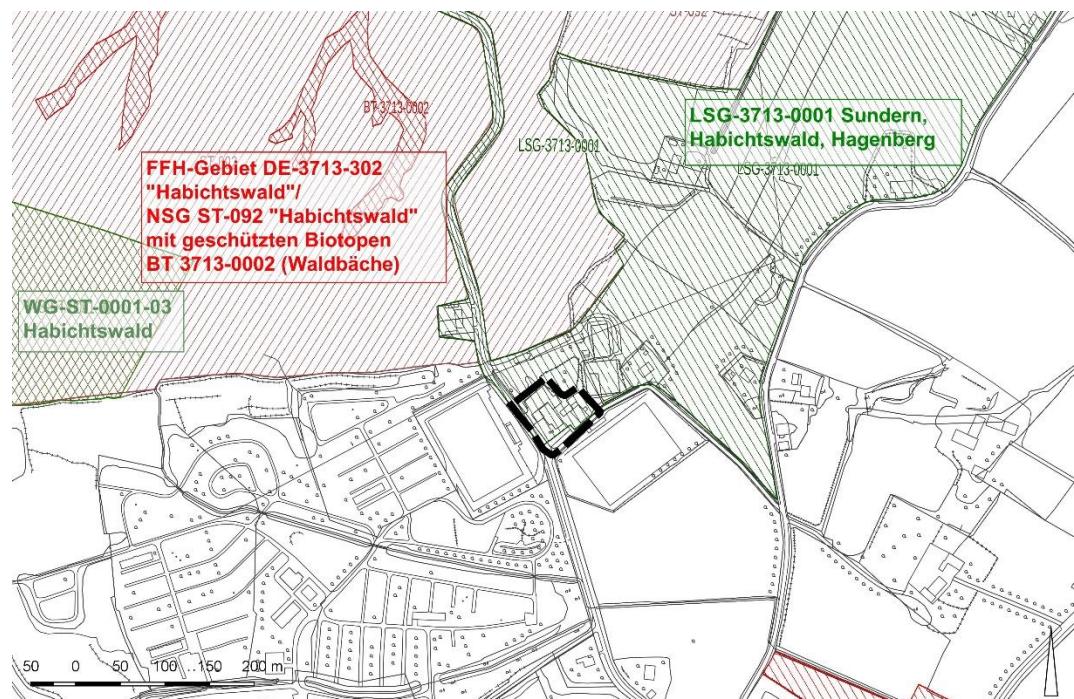 BT-3713-0002
LSG-3713-0001
LSG-3713-0001 Sundern,
Habichtswald, Hagenberg
LSG-3713-0001
FFH-Gebiet DE-3713-302
"Habichtswald"/
NSG ST-092 "Habichtswald"
mit geschützten Biotopen
BT 3713-0002 (Waldbäche)
WG-ST-0001-03
Habichtswald
50 0 50 100 150 200 m